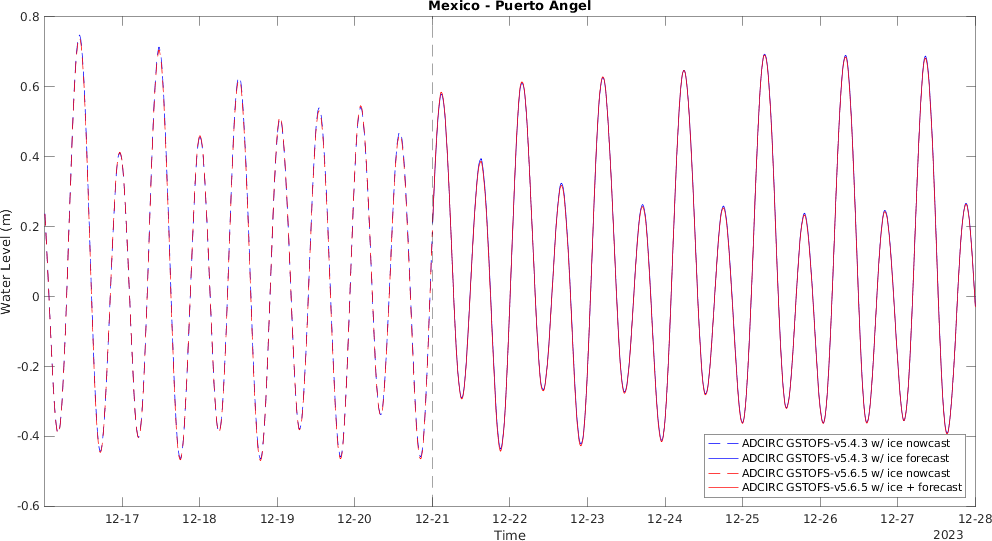 Mexico - Puerto Angel
0.8
0.6
0.4
0.2
0
-0.2
-0.4
-0.6
Water Level (m)
ADCIRC GSTOFS-v5.4.3 w/ ice nowcast
ADCIRC GSTOFS-v5.4.3 w/ ice forecast
ADCIRC GSTOFS-v5.6.5 w/ ice nowcast
ADCIRC GSTOFS-v5.6.5 w/ ice + forecast
12-17 12-18 12-19 12-20 12-21 12-22 12-23 12-24 12-25 12-26 12-27 12-28
Time
2023